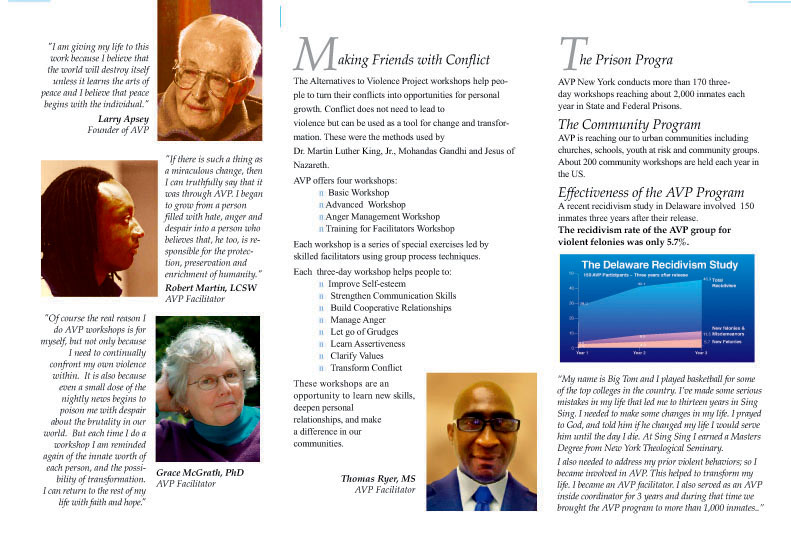 "I am giving my life to this
work because I believe that
the world will destroy itself
unless it learns the arts of
peace and I believe that peace
begins with the individual."
Larry Apsey
Founder of AVP
"If there is such a thing as
a miraculous change, then
I can truthfully say that it
was through AVP. I began
to grow from a person
filled with hate, anger and
despair into a person who
believes that he, too, is re-
sponsible for the protec-
tion, preservation and
enrichment of humanity."
Robert Martin, LCSW
AVP Facilitator
"Of course the real reason I
do AVP workshops is for
myself, but not only because
I need to continually
confront my own violence
within. It is also because
even a small dose of the
nightly news begins to
poison me with despair
about the brutality in our
world. But each time I do a
workshop I am reminded
again of the innate worth of
each person, and the possi-
bility of transformation.
I can return to the rest of my
life with faith and hope."
Grace McGrath, PhD
AVP Facilitator
Making Friends with Conflict
The Alternatives to Violence Project workshops help peo-
ple to turn their conflicts into opportunities for personal
growth. Conflict does not need to lead to
violence but can be used as a tool for change and transfor-
mation. These were the methods used by
Dr. Martin Luther King, Jr., Mohandas Gandhi and Jesus of
Nazareth.
AVP offers four workshops:
n Basic Workshop
n Advanced Workshop
n Anger Management Workshop
n Training for Facilitators Workshop
Each workshop is a series of special exercises led by
skilled facilitators using group process techniques.
Each three-day workshop helps people to:
n Improve Self-esteem
n Strengthen Communication Skills
n Build Cooperative Relationships
n Manage Anger
n Let go of Grudges
n Learn Assertiveness
n Clarify Values
n Transform Conflict
These workshops are an
opportunity to learn new skills,
deepen personal
relationships, and make
a difference in our
communities.
Thomas Ryer, MS
AVP Facilitator
The Prison Progra
AVP New York conducts more than 170 three-
day workshops reaching about 2,000 inmates each
year in State and Federal Prisons.
The Community Program
AVP is reaching our to urban communities including
churches, schools, youth at risk and community groups.
About 200 community workshops are held each year in
the US.
Effectiveness of the AVP Program
A recent recidivism study in Delaware involved 150
inmates three years after their release.
The recidivism rate of the AVP group for
violent felonies was only 5.7%.
The Delaware Recidivism Study
150 AVP Participants - Three years after release
50
40
30
20
10
0
Total
Recidivism
New felonies &
Misdemeanors
New Felonies
Year 1
Year 2
Year 3
"My name is Big Tom and I played basketball for some
of the top colleges in the country. I've made some serious
mistakes in my life that led me to thirteen years in Sing
Sing. I needed to make some changes in my life. I prayed
to God, and told him if he changed my life I would serve
him until the day I die. At Sing Sing I earned a Masters
Degree from New York Theological Seminary.
I also needed to address my prior violent behaviors; so I
became involved in AVP. This helped to transform my
life. I became an AVP facilitator. I also served as an AVP
inside coordinator for 3 years and during that time we
brought the AVP program to more than 1,000 inmates.."